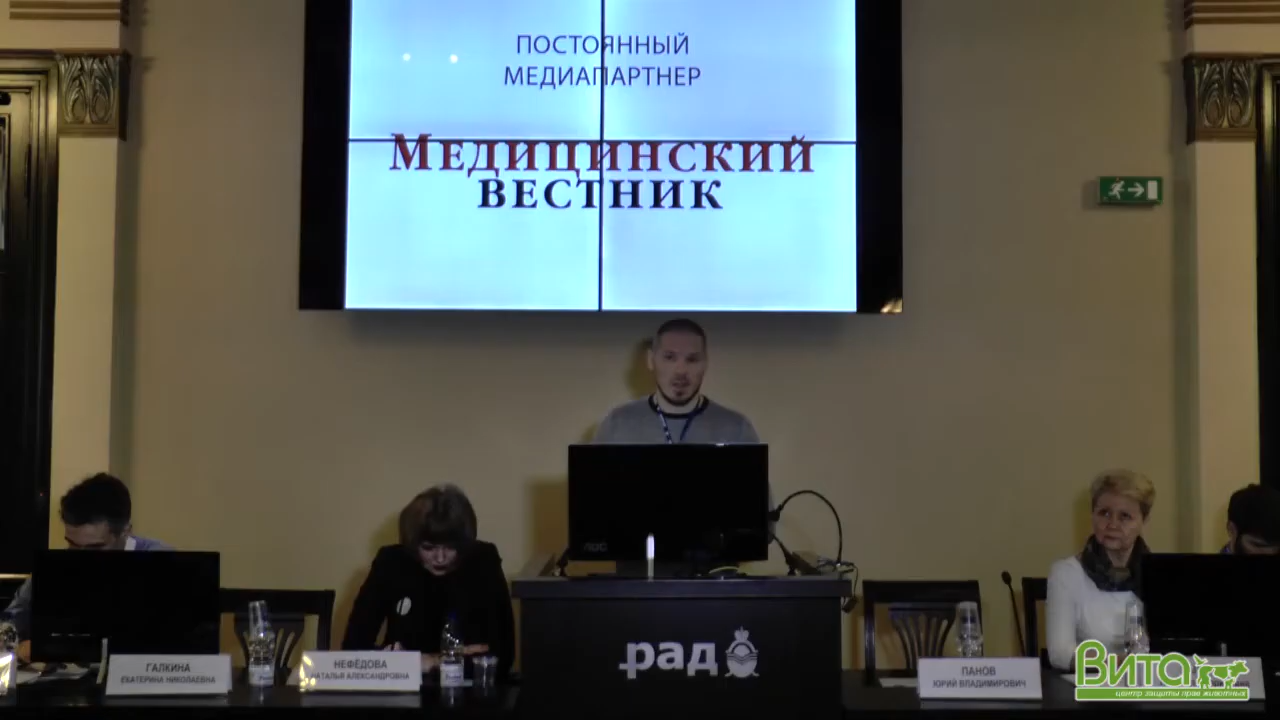 ПОСТОЯННЫЙ
МЕДИАПАРТНЕР
МЕДИЦИНСКИЙ
ВЕСТНИК
AOC
.рад
ГАЛКИНА
ЕКАТЕРИНА НИКОЛАЕВНА
НЕФЁДОВА
НАТАЛЬЯ АЛЕКСАНДРОВНА
ПАНОВ
ЮРИЙ ВЛАДИМИРОВИЧ
Вита
центр защиты прав животных